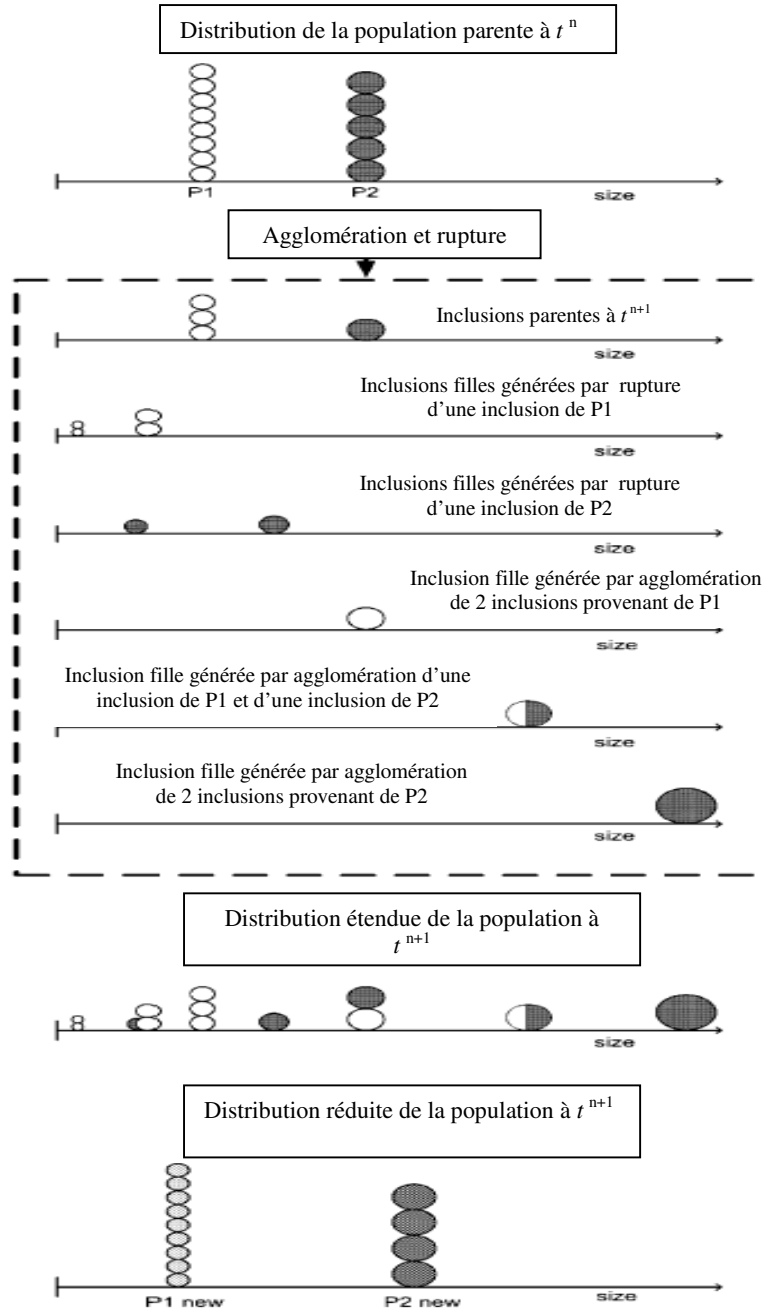 Distribution de la population parente à t n
P1 P2 size
Agglomération et rupture
Inclusions parentes à t n+1
size
Inclusions filles générées par rupture
d'une inclusion de P1
size
Inclusions filles générées par rupture
d'une inclusion de P2
size
Inclusion fille générée par agglomération
de 2 inclusions provenant de P1
size
Inclusion fille générée par agglomération d'une
inclusion de P1 et d'une inclusion de P2
size
Inclusion fille générée par agglomération
de 2 inclusions provenant de P2
size
Distribution étendue de la population à
t n+1
size
Distribution réduite de la population à t n+1
P1 new P2 new size